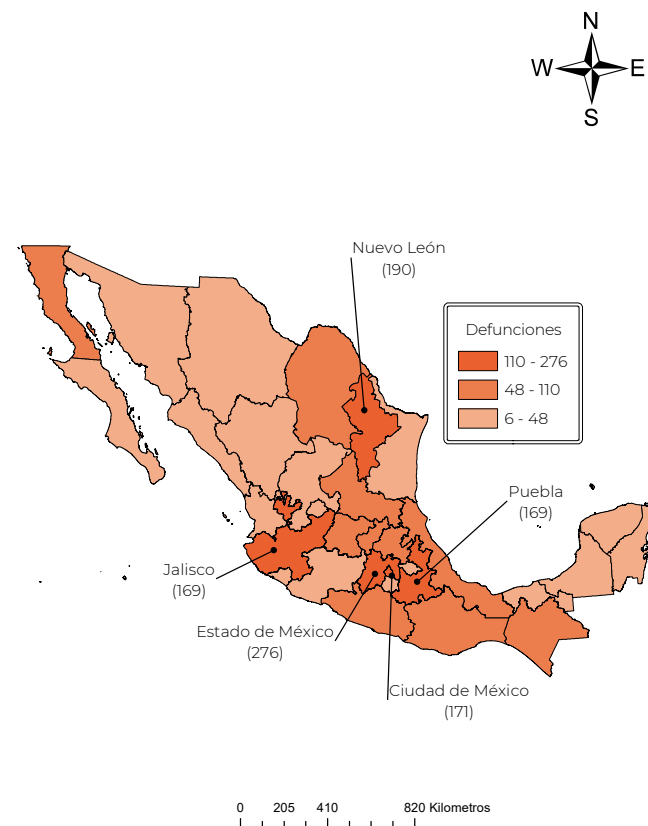 N
W E
S
Nuevo León
(190)
Defunciones
110 - 276
48 - 110
6 - 48
Puebla
(169)
Jalisco
(169)
Estado de México
(276)
Ciudad de México
(171)
0 205 410 820 Kilometros